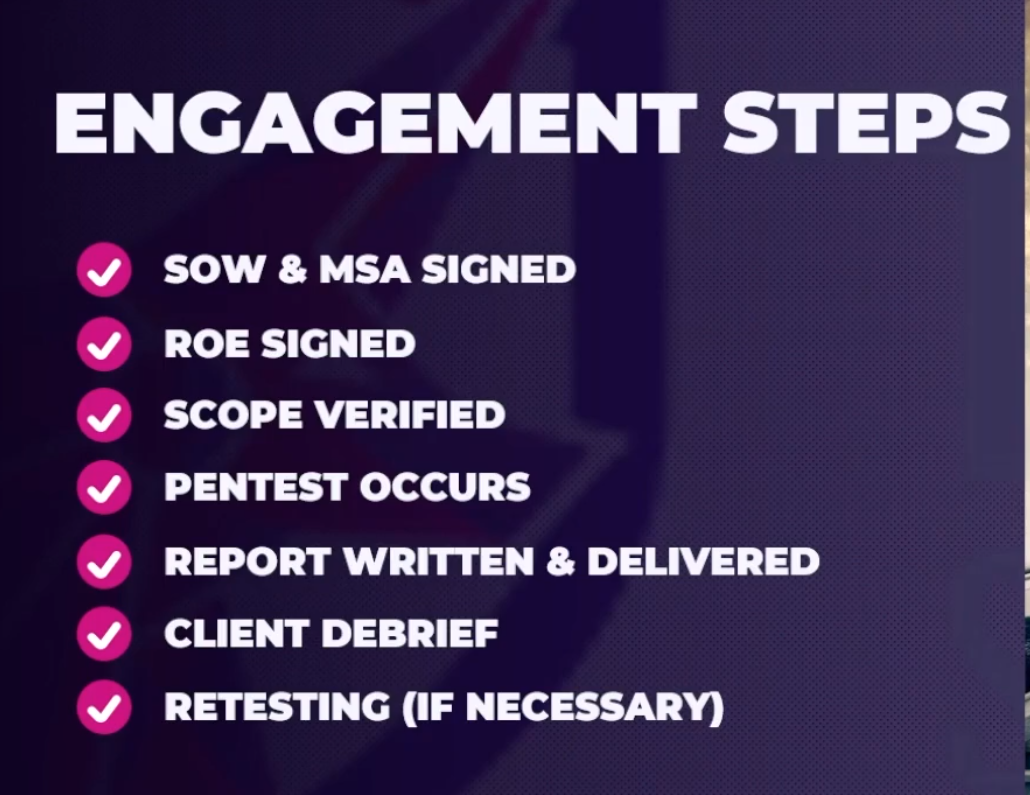 ENGAGEMENT STEPS
SOW & MSA SIGNED
ROE SIGNED
SCOPE VERIFIED
PENTEST OCCURS
REPORT WRITTEN & DELIVERED
CLIENT DEBRIEF
RETESTING (IF NECESSARY)